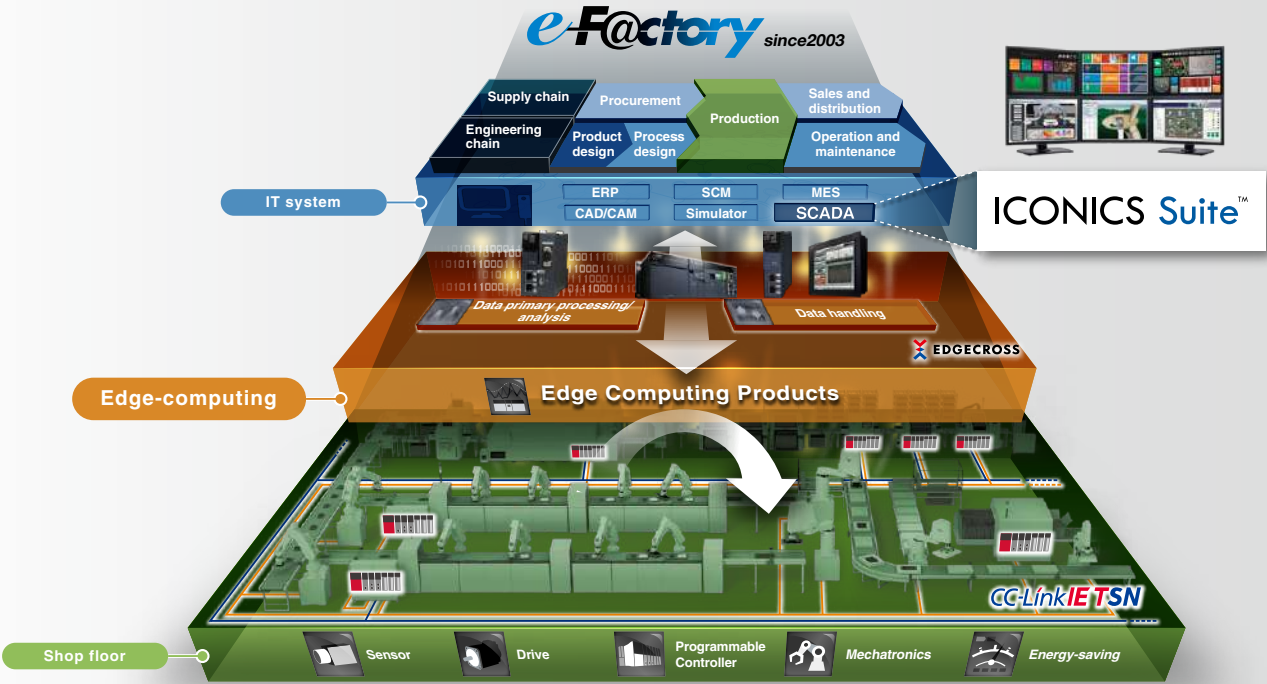 e-F@ctory since2003
Supply chain
Procurement
Production
Sales and
distribution
Engineering
chain
Product
design
Process
design
Operation and
maintenance
IT system
ERP
SCM
MES
CAD/CAM
Simulator
SCADA
ICONICS Suite™
Data primary processing/
analysis
Data handling
EDGECROSS
Edge-computing
Edge Computing Products
CC-Link IE TSN
Shop floor
Sensor
Drive
Programmable
Controller
Mechatronics
Energy-saving